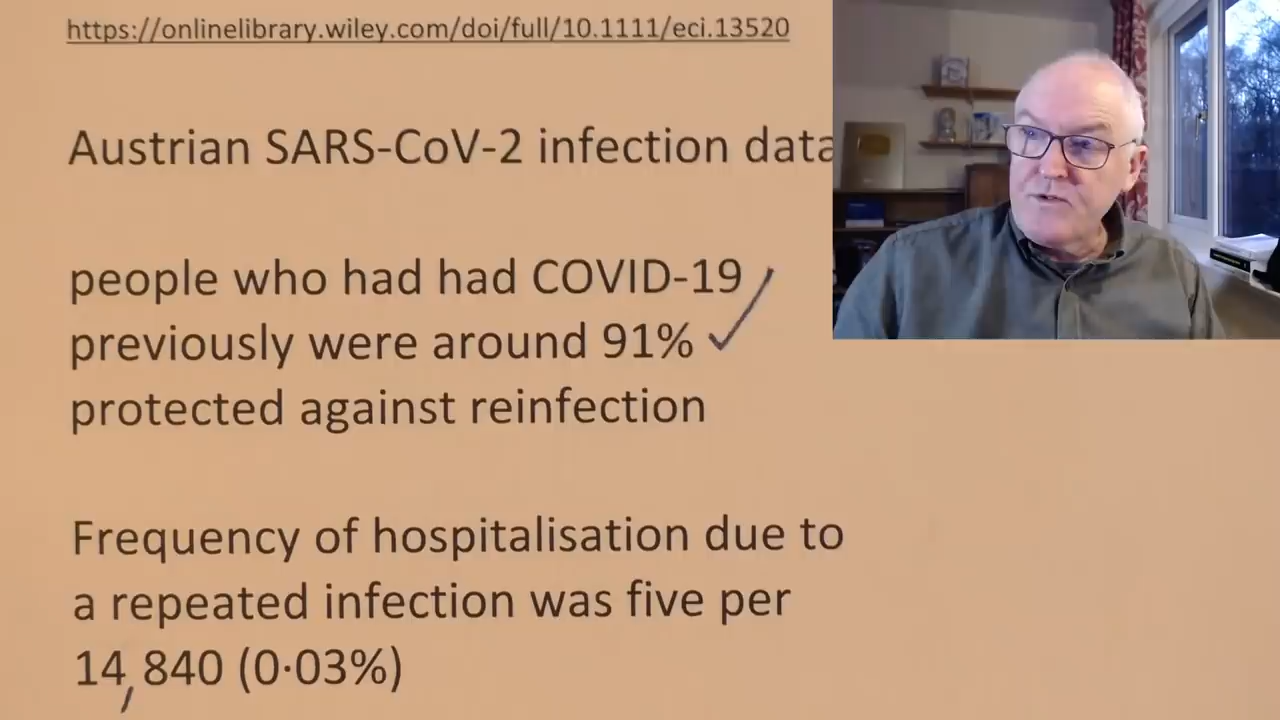 https://onlinelibrary.wiley.com/doi/full/10.1111/eci.13520
Austrian SARS-CoV-2 infection data
people who had had COVID-19
previously were around 91%
protected against reinfection
Frequency of hospitalisation due to
a repeated infection was five per
14, 840 (0·03%)